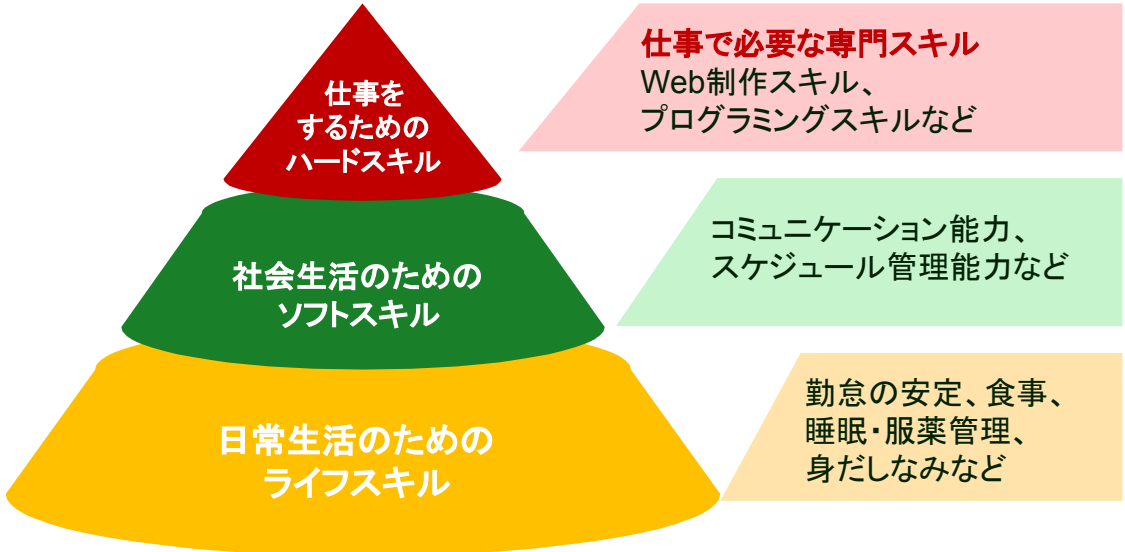 仕事を
するための
ハードスキル
仕事で必要な専門スキル
Web制作スキル、
プログラミングスキルなど
社会生活のための
ソフトスキル
コミュニケーション能力、
スケジュール管理能力など
日常生活のための
ライフスキル
勤怠の安定、食事、
睡眠・服薬管理、
身だしなみなど